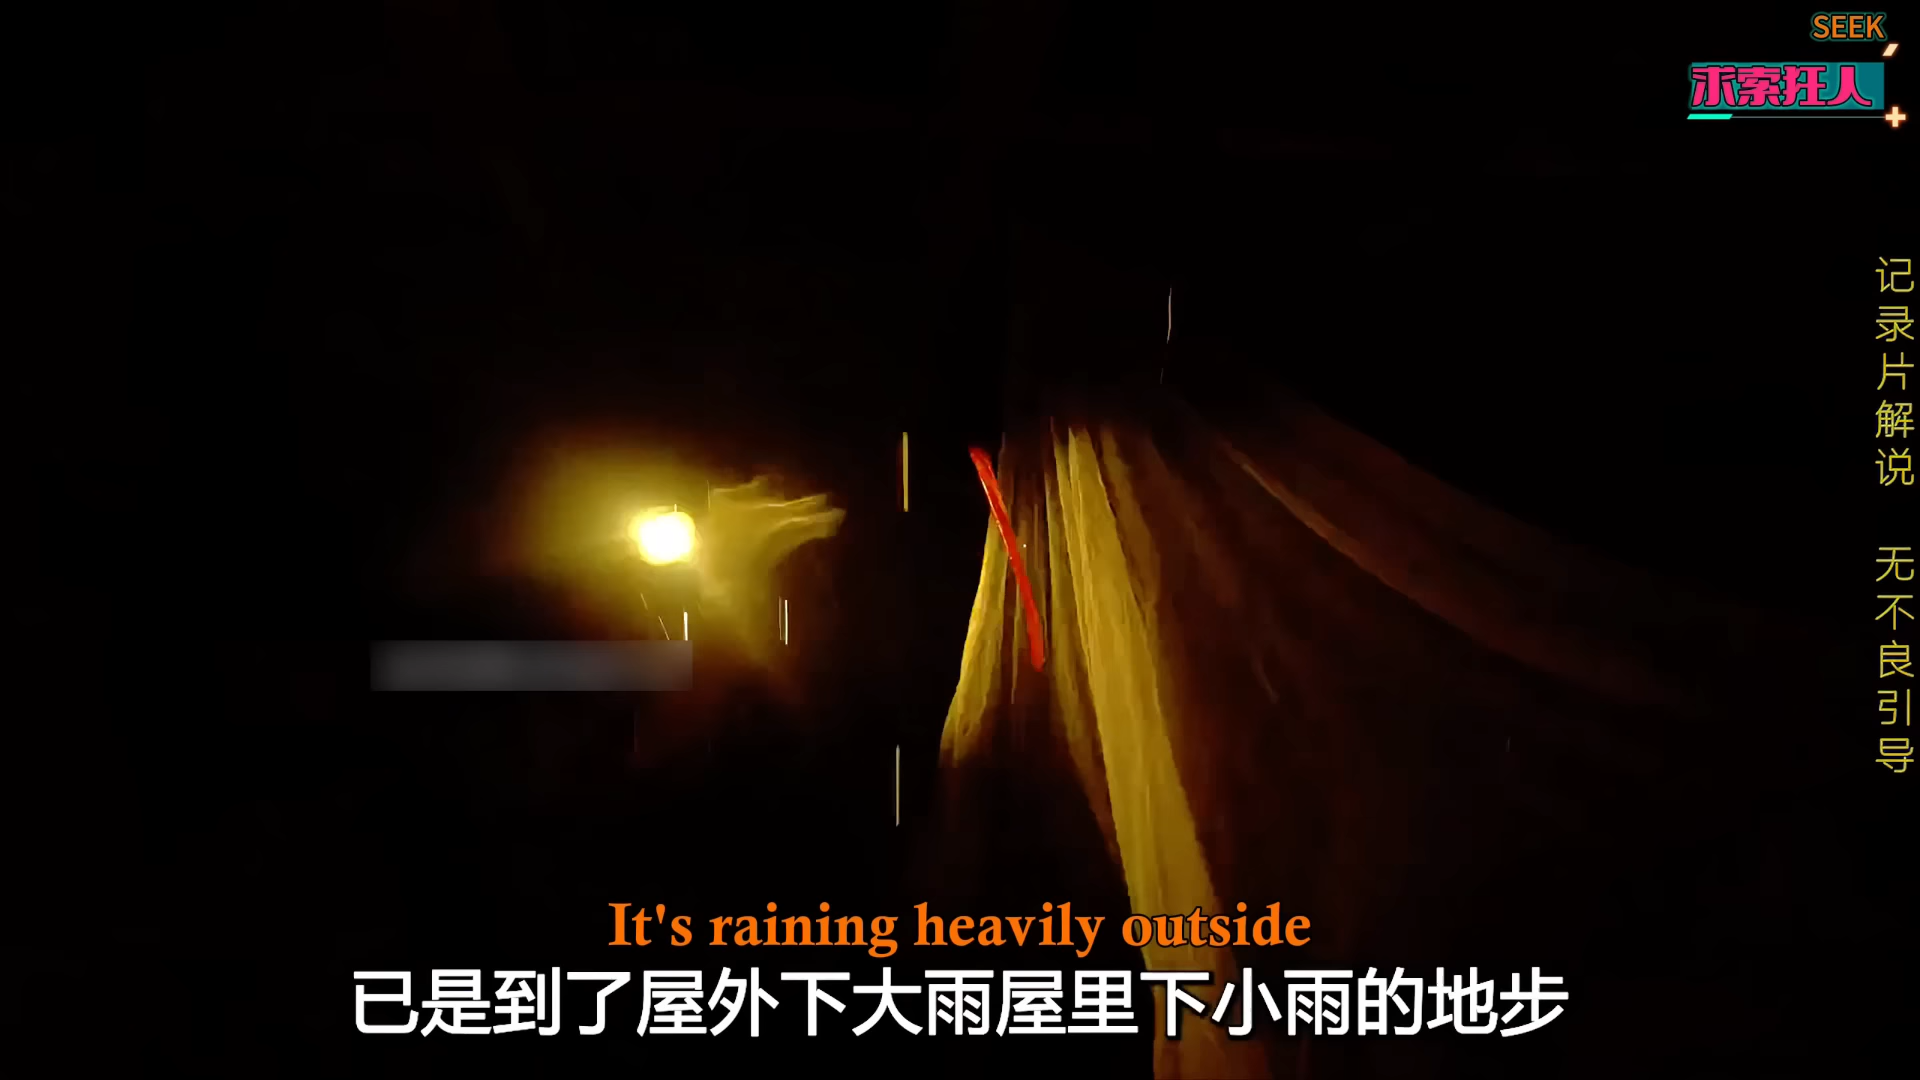 SEEK
求索狂人
记录片解说 无不良引导
It's raining heavily outside
已是到了屋外下大雨屋里下小雨的地步